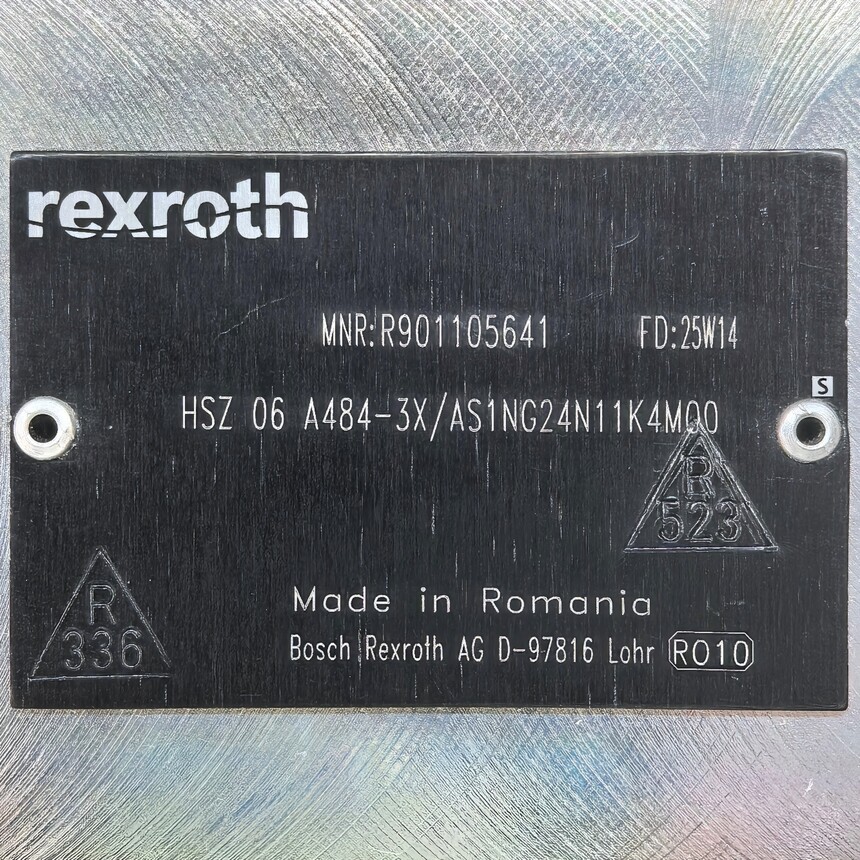 rexroth
MNR:R901105641 FD:25W14
S
HSZ 06 A484-3X/AS1NG24N11K4M00
R
523
R
336
Made in Romania
Bosch Rexroth AG D-97816 Lohr R010